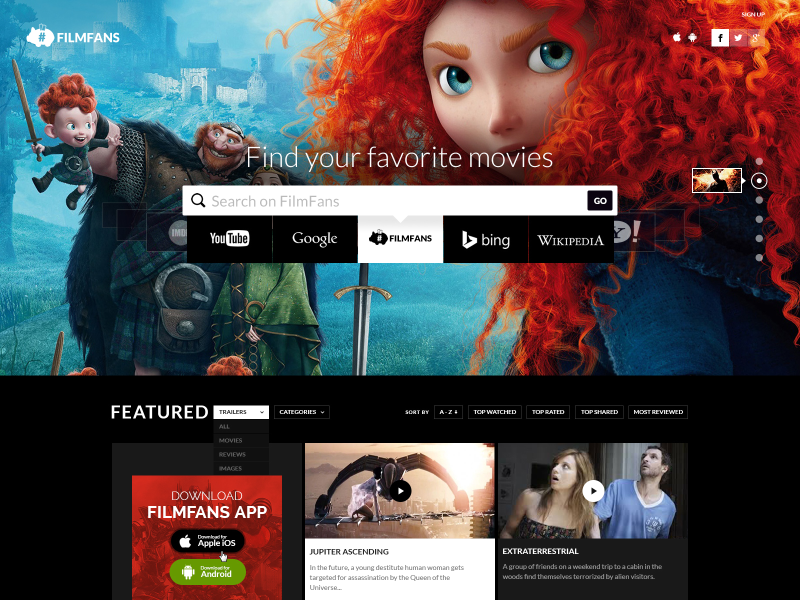 SIGN UP
# FILMFANS
f
g+
Find your favorite movies
Search on FilmFans
GO
IMD
YouTube
Google
# FILMFANS
bing
WIKIPEDIA
Y!
FEATURED
TRAILERS
CATEGORIES
SORT BY
A - Z
TOP WATCHED
TOP RATED
TOP SHARED
MOST REVIEWED
ALL
MOVIES
REVIEWS
IMAGES
DOWNLOAD
FILMFANS APP
Download for
Apple iOS
Download for
Android
JUPITER ASCENDING
In the future, a young destitute human woman gets
targeted for assassination by the Queen of the
Universe...
EXTRATERRESTRIAL
A group of friends on a weekend trip to a cabin in the
woods find themselves terrorized by alien visitors.